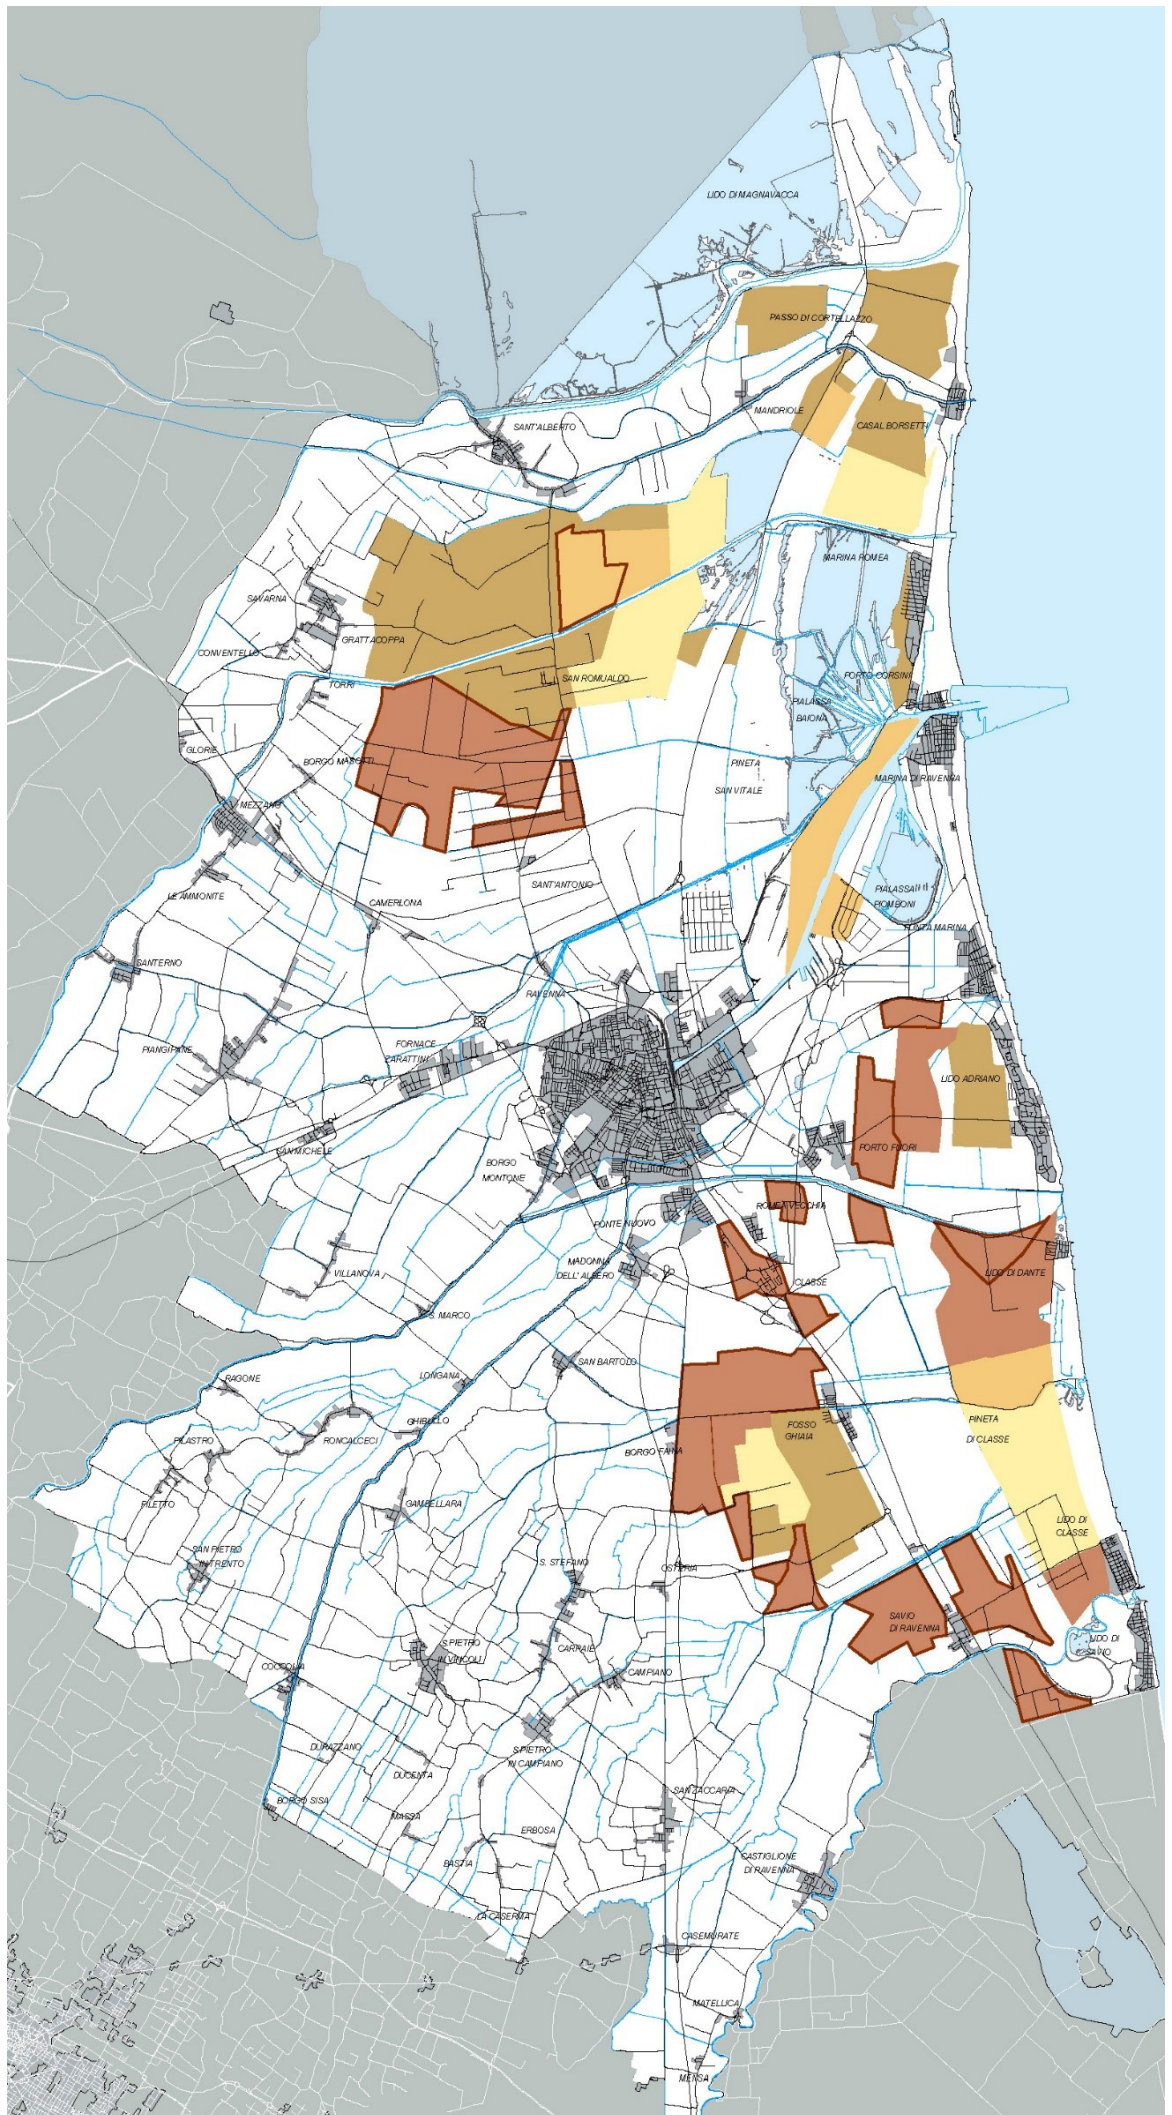 LIDO DI MAGNAVACCA
PASSO DI CORTELLAZZO
MANDRIOLE
SANT'ALBERTO
CASAL BORSETTI
MARINA ROMEA
SAVARNA
GRATTACOPPA
CONVENTELLO
TORRI
SAN ROMUALDO
PORTO CORSINI
PIALASSA
BAIONA
GLORIE
BORGO MASOTTI
PINETA
SAN VITALE
MARINA DI RAVENNA
MEZZANO
SANT'ANTONIO
LE AMMONITE
CAMERLONA
PIALASSA
PIOMBONI
PUNTA MARINA
SANTERNO
RAVENNA
PIANGIPANE
FORNACE
ZARATTINI
LIDO ADRIANO
SAN MICHELE
PORTO FUORI
BORGO
MONTONE
ROMEA VECCHIA
PONTE NUOVO
MADONNA
DELL' ALBERO
VILLANOVA
CLASSE
LIDO DI DANTE
S. MARCO
SAN BARTOLO
RAGONE
LONGANA
GHIBULLO
PILASTRO
RONCALCECI
FOSSO
GHIAIA
PINETA
DI CLASSE
BORGO FAINA
FILETTO
GAMBELLARA
LIDO DI
CLASSE
SAN PIETRO
IN TRENTO
S. STEFANO
OSTERIA
SAVIO
DI RAVENNA
LIDO DI
SAVIO
S.PIETRO
IN VINCOLI
CARRAIE
COCCOLIA
CAMPIANO
DURAZZANO
DUCENTA
S.PIETRO
IN CAMPIANO
SAN ZACCARIA
BORGO SISA
MASSA
ERBOSA
BASTIA
CASTIGLIONE
DI RAVENNA
LA CASERMA
CASEMURATE
MATELLICA
MENSA